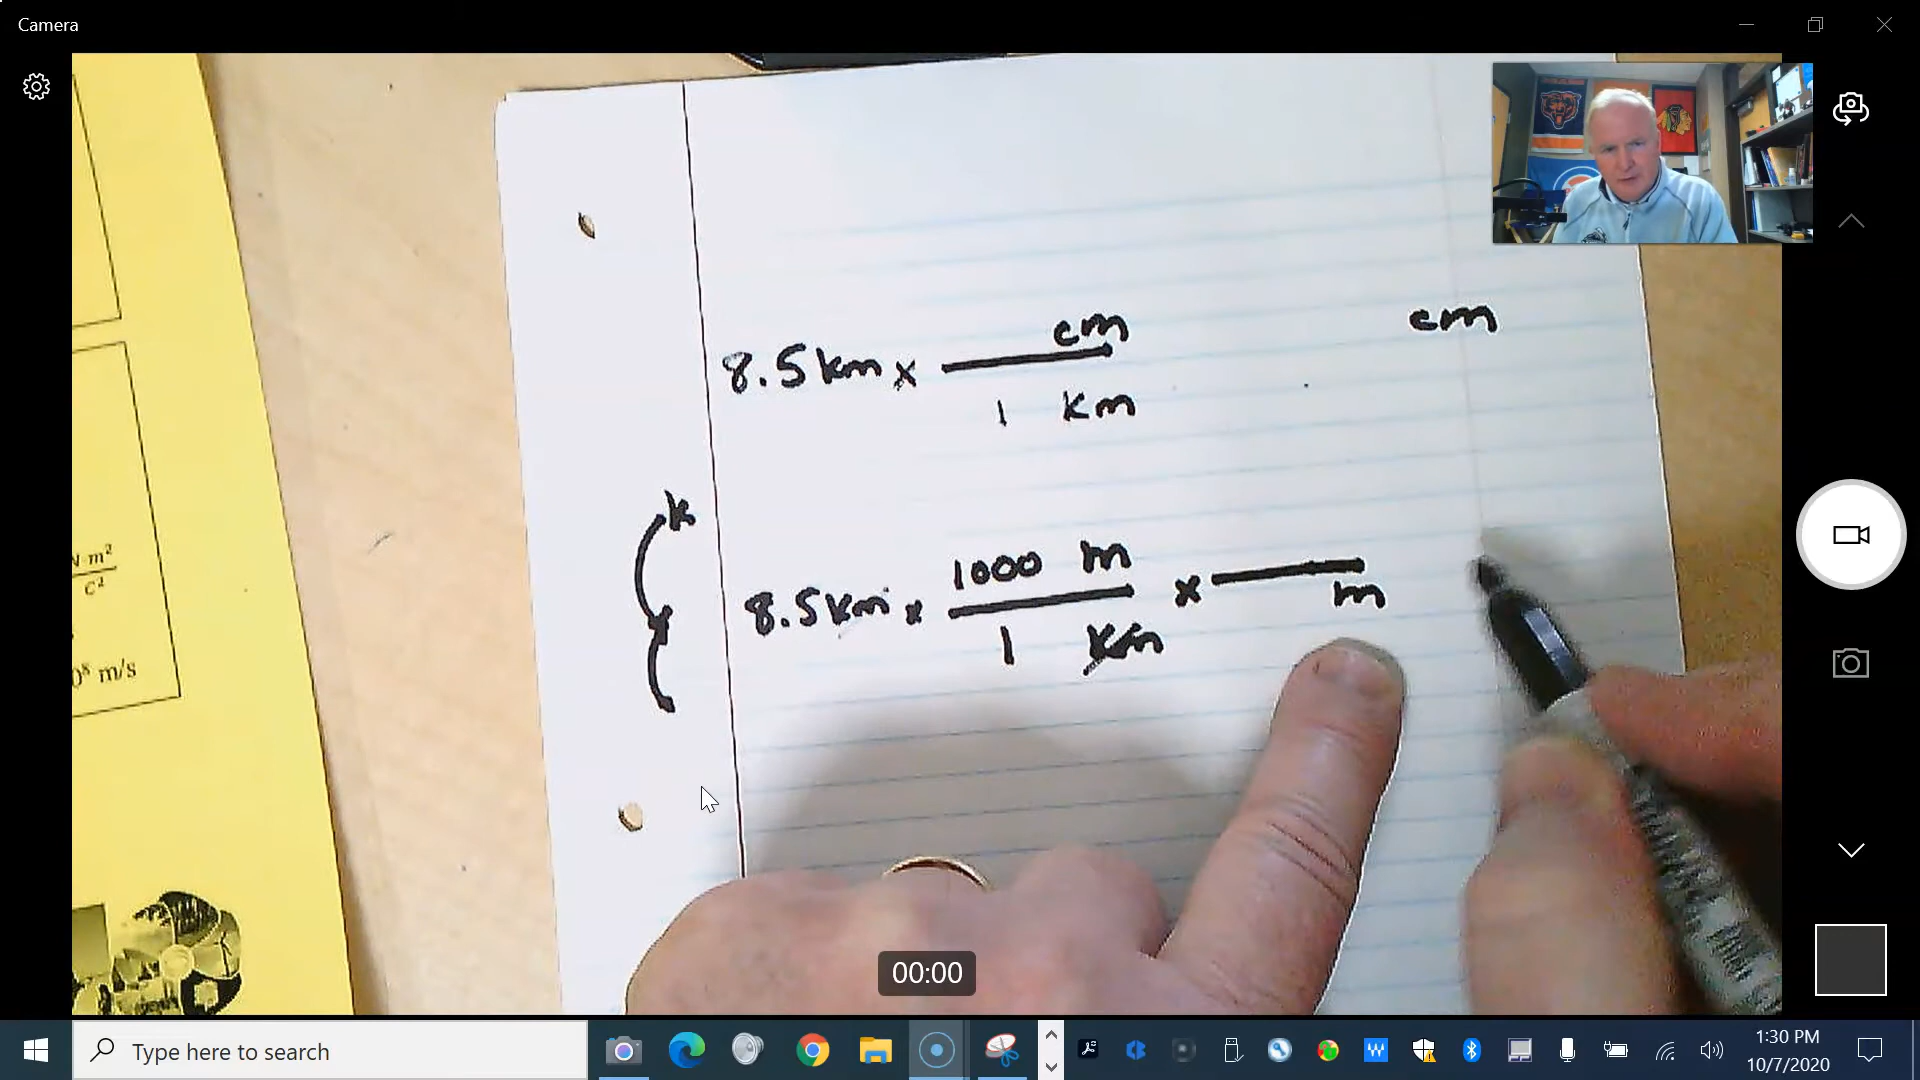 Camera
cm
8.5 km x cm
1 km
k
8.5 km x 1000 m x
1 km m
N·m²
C²
0⁸ m/s
00:00
Type here to search
1:30 PM
10/7/2020